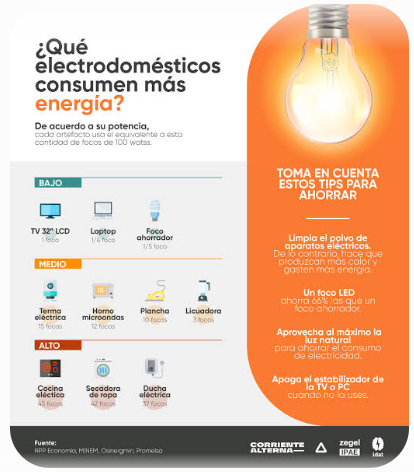 ¿Qué
electrodomésticos
consumen más
energía?
De acuerdo a su potencia,
cada artefacto usa el equivalente a esta
cantidad de focos de 100 watss.
BAJO
TV 32" LCD
1 foco
Laptop
1/4 foco
Foco
ahorrador
1/5 foco
MEDIO
Terma
eléctrica
15 focos
Horno
microondas
12 focos
Plancha
10 focos
Licuadora
3 focos
ALTO
Cocina
eléctica
45 focos
Secadora
de ropa
42 focos
Ducha
eléctrica
37 focos
TOMA EN CUENTA
ESTOS TIPS PARA
AHORRAR
Limpia el polvo de
aparatos eléctricos.
De lo contrario, hace que
produzcan más calor y
gasten más energía.
Un foco LED
ahorra 66% las que un
foco ahorrador.
Aprovecha al máximo la
luz natural
para ahorrar el consumo
de electricidad.
Apaga el estabilizador de
la TV o PC
cuando no la uses.
Fuente:
RPP Economía, MINEM, Osinergmin, Promelsa
CORRIENTE
ALTERNA
zegel
IPAE
idat